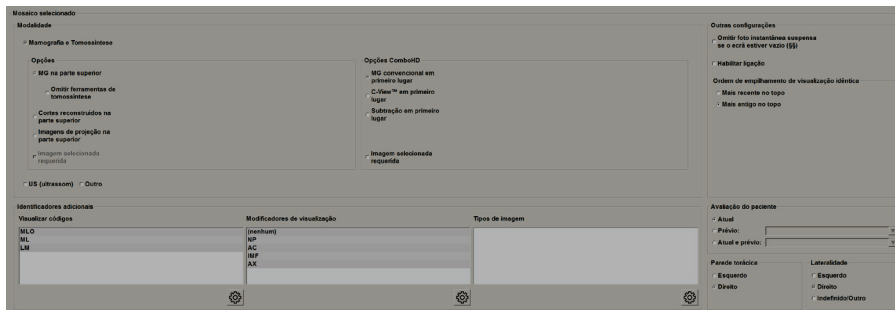 Mosaico selecionado
Modalidade
Mamografia e Tomossíntese
Opções
MG na parte superior
Omitir ferramentas de
tomossíntese
Cortes reconstruídos na
parte superior
Imagens de projeção na
parte superior
Imagem selecionada
requerida
Opções ComboHD
MG convencional em
primeiro lugar
C-View™ em primeiro
lugar
Subtração em primeiro
lugar
Imagem selecionada
requerida
US (ultrassom) Outro
Outras configurações
Omitir foto instantânea suspensa
se o ecrã estiver vazio (§§)
Habilitar ligação
Ordem de empilhamento de visualização idêntica
Mais recente no topo
Mais antigo no topo
Identificadores adicionais
Visualizar códigos
MLO
ML
LM
Modificadores de visualização
(nenhum)
NP
AC
IMF
AX
Tipos de imagem
Avaliação do paciente
Atual
Prévio:
Atual e prévio:
Parede torácica
Esquerdo
Direito
Lateralidade
Esquerdo
Direito
Indefinido/Outro